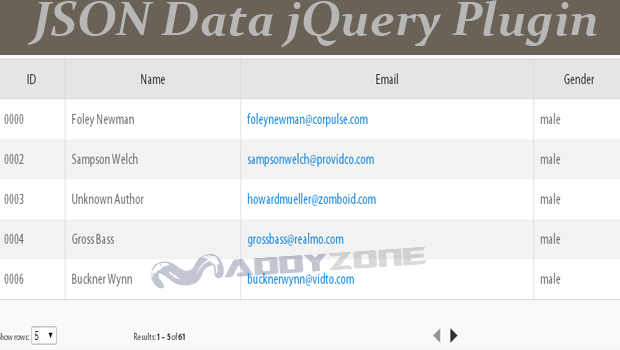 JSON Data jQuery Plugin
ID Name Email Gender
0000 Foley Newman foleynewman@corpulse.com male
0002 Sampson Welch sampsonwelch@providco.com male
0003 Unknown Author howardmueller@zomboid.com male
0004 Gross Bass grossbass@realmo.com male
0006 Buckner Wynn bucknerwynn@vidto.com male
ADDYZONE
Show rows: 5 Results: 1 - 5 of 61